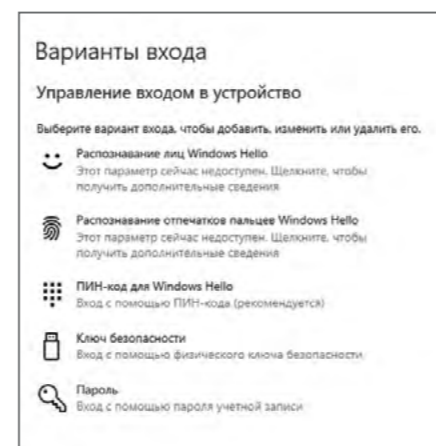 Варианты входа
Управление входом в устройство
Выберите вариант входа, чтобы добавить, изменить или удалить его.
Распознавание лиц Windows Hello
Этот параметр сейчас недоступен. Щелкните, чтобы
получить дополнительные сведения
Распознавание отпечатков пальцев Windows Hello
Этот параметр сейчас недоступен. Щелкните, чтобы
получить дополнительные сведения
ПИН-код для Windows Hello
Вход с помощью ПИН-кода (рекомендуется)
Ключ безопасности
Вход с помощью физического ключа безопасности
Пароль
Вход с помощью пароля учетной записи